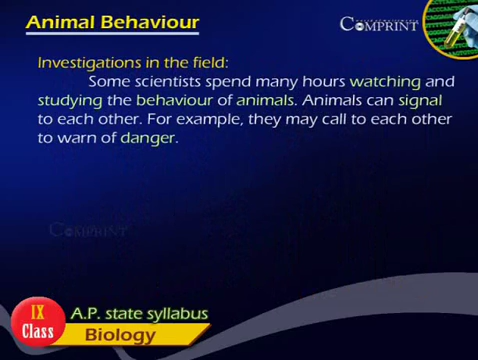 Animal Behaviour
COMPRINT
Investigations in the field:
Some scientists spend many hours watching and
studying the behaviour of animals. Animals can signal
to each other. For example, they may call to each other
to warn of danger.
COMPRINT
IX
Class
A.P. state syllabus
Biology